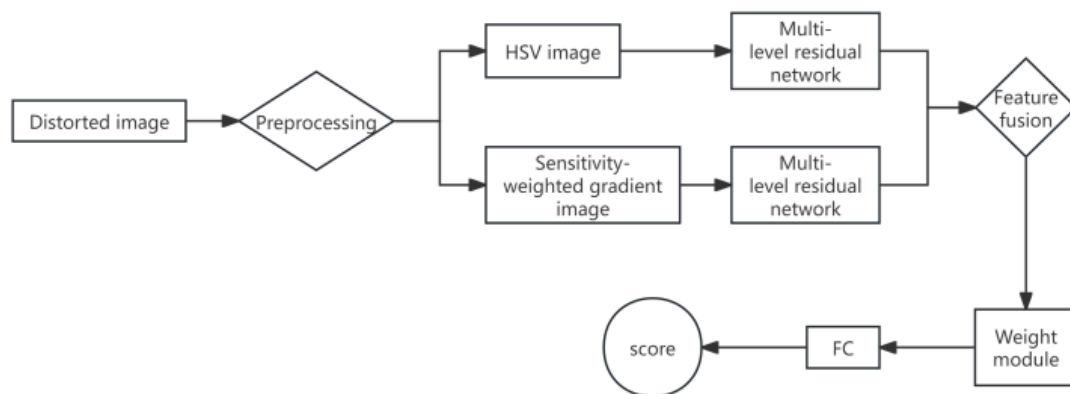 Distorted image
Preprocessing
HSV image
Multi-
level residual
network
Sensitivity-
weighted gradient
image
Multi-
level residual
network
Feature
fusion
Weight
module
FC
score